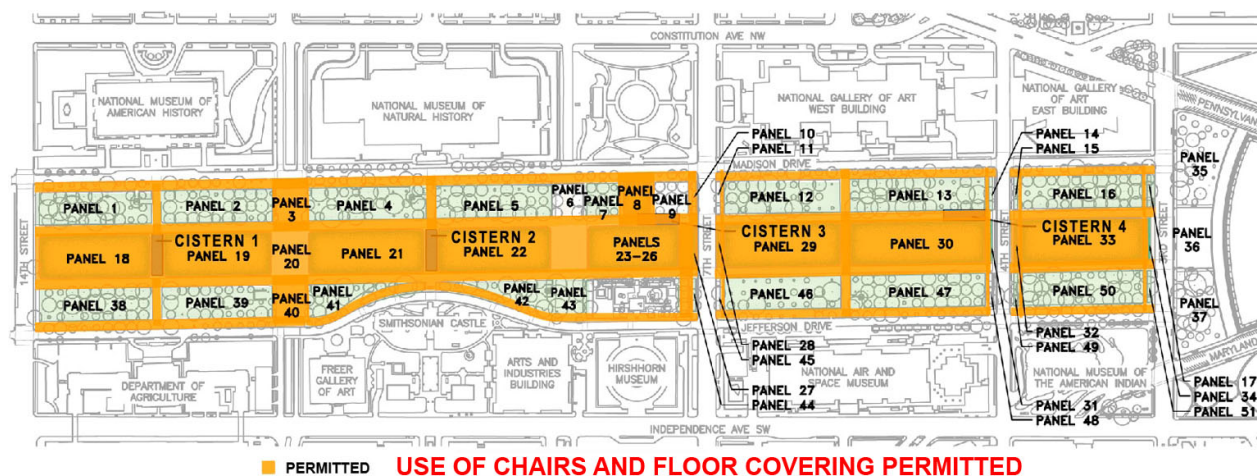 CONSTITUTION AVE NW
NATIONAL MUSEUM OF
AMERICAN HISTORY
NATIONAL MUSEUM OF
NATURAL HISTORY
NATIONAL GALLERY OF ART
WEST BUILDING
NATIONAL GALLERY OF
ART
EAST BUILDING
PENNSYLVAN
PANEL 10
PANEL 11
PANEL 14
PANEL 15
MADISON DRIVE
PANEL 35
PANEL 1
PANEL 2
PANEL 3
PANEL 4
PANEL 5
PANEL 6
PANEL 7
PANEL 8
PANEL 9
PANEL 12
PANEL 13
PANEL 16
14TH STREET
7TH STREET
4TH STREET
3RD STREET
CISTERN 1
CISTERN 2
CISTERN 3
CISTERN 4
PANEL 18
PANEL 19
PANEL 20
PANEL 21
PANEL 22
PANELS
23-26
PANEL 29
PANEL 30
PANEL 33
PANEL 36
PANEL 38
PANEL 39
PANEL 40
PANEL 41
PANEL 42
PANEL 43
PANEL 46
PANEL 47
PANEL 50
PANEL 37
SMITHSONIAN CASTLE
JEFFERSON DRIVE
PANEL 28
PANEL 45
PANEL 32
PANEL 49
MARYLAND
DEPARTMENT OF
AGRICULTURE
FREER
GALLERY
OF ART
ARTS AND
INDUSTRIES
BUILDING
HIRSHHORN
MUSEUM
NATIONAL AIR AND
SPACE MUSEUM
NATIONAL MUSEUM OF
THE AMERICAN INDIAN
PANEL 27
PANEL 44
PANEL 31
PANEL 48
PANEL 17
PANEL 34
PANEL 51
INDEPENDENCE AVE SW
PERMITTED
USE OF CHAIRS AND FLOOR COVERING PERMITTED